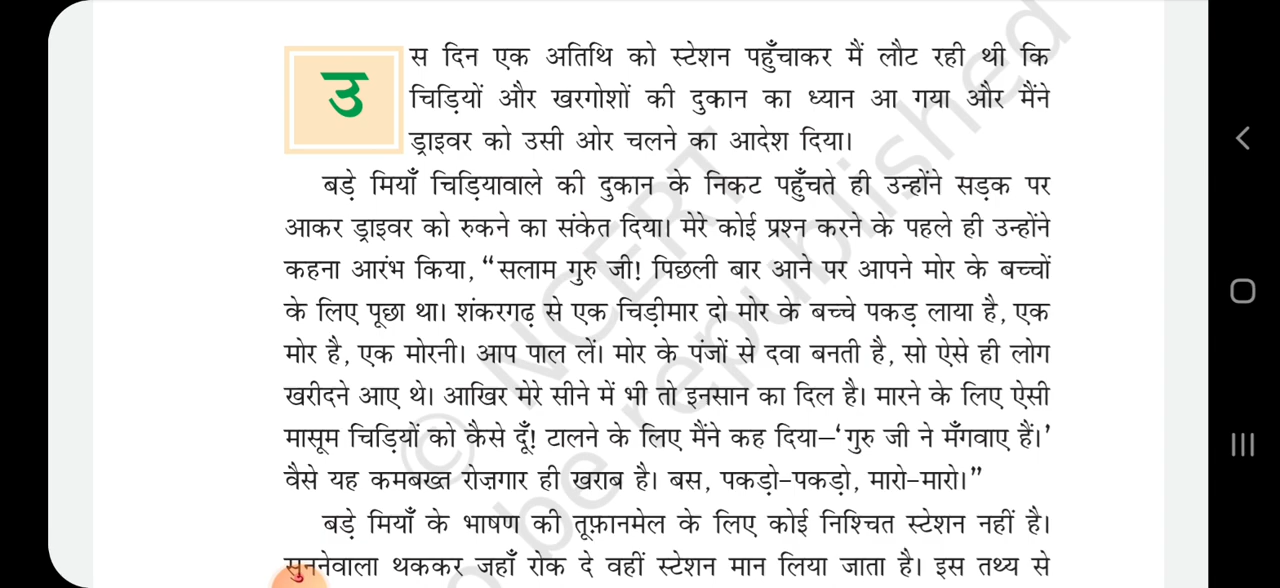 उस दिन एक अतिथि को स्टेशन पहुँचाकर मैं लौट रही थी कि
चिड़ियों और खरगोशों की दुकान का ध्यान आ गया और मैंने
ड्राइवर को उसी ओर चलने का आदेश दिया।
बड़े मियाँ चिड़ियावाले की दुकान के निकट पहुँचते ही उन्होंने सड़क पर
आकर ड्राइवर को रुकने का संकेत दिया। मेरे कोई प्रश्न करने के पहले ही उन्होंने
कहना आरंभ किया, “सलाम गुरु जी! पिछली बार आने पर आपने मोर के बच्चों
के लिए पूछा था। शंकरगढ़ से एक चिड़ीमार दो मोर के बच्चे पकड़ लाया है, एक
मोर है, एक मोरनी। आप पाल लें। मोर के पंजों से दवा बनती है, सो ऐसे ही लोग
खरीदने आए थे। आखिर मेरे सीने में भी तो इनसान का दिल है। मारने के लिए ऐसी
मासूम चिड़ियों को कैसे दूँ! टालने के लिए मैंने कह दिया–‘गुरु जी ने मँगवाए हैं।’
वैसे यह कमबख्त रोज़गार ही खराब है। बस, पकड़ो-पकड़ो, मारो-मारो।”
बड़े मियाँ के भाषण की तूफ़ानमेल के लिए कोई निश्चित स्टेशन नहीं है।
सुननेवाला थककर जहाँ रोक दे वहीं स्टेशन मान लिया जाता है। इस तथ्य से
© NCERT
be republished